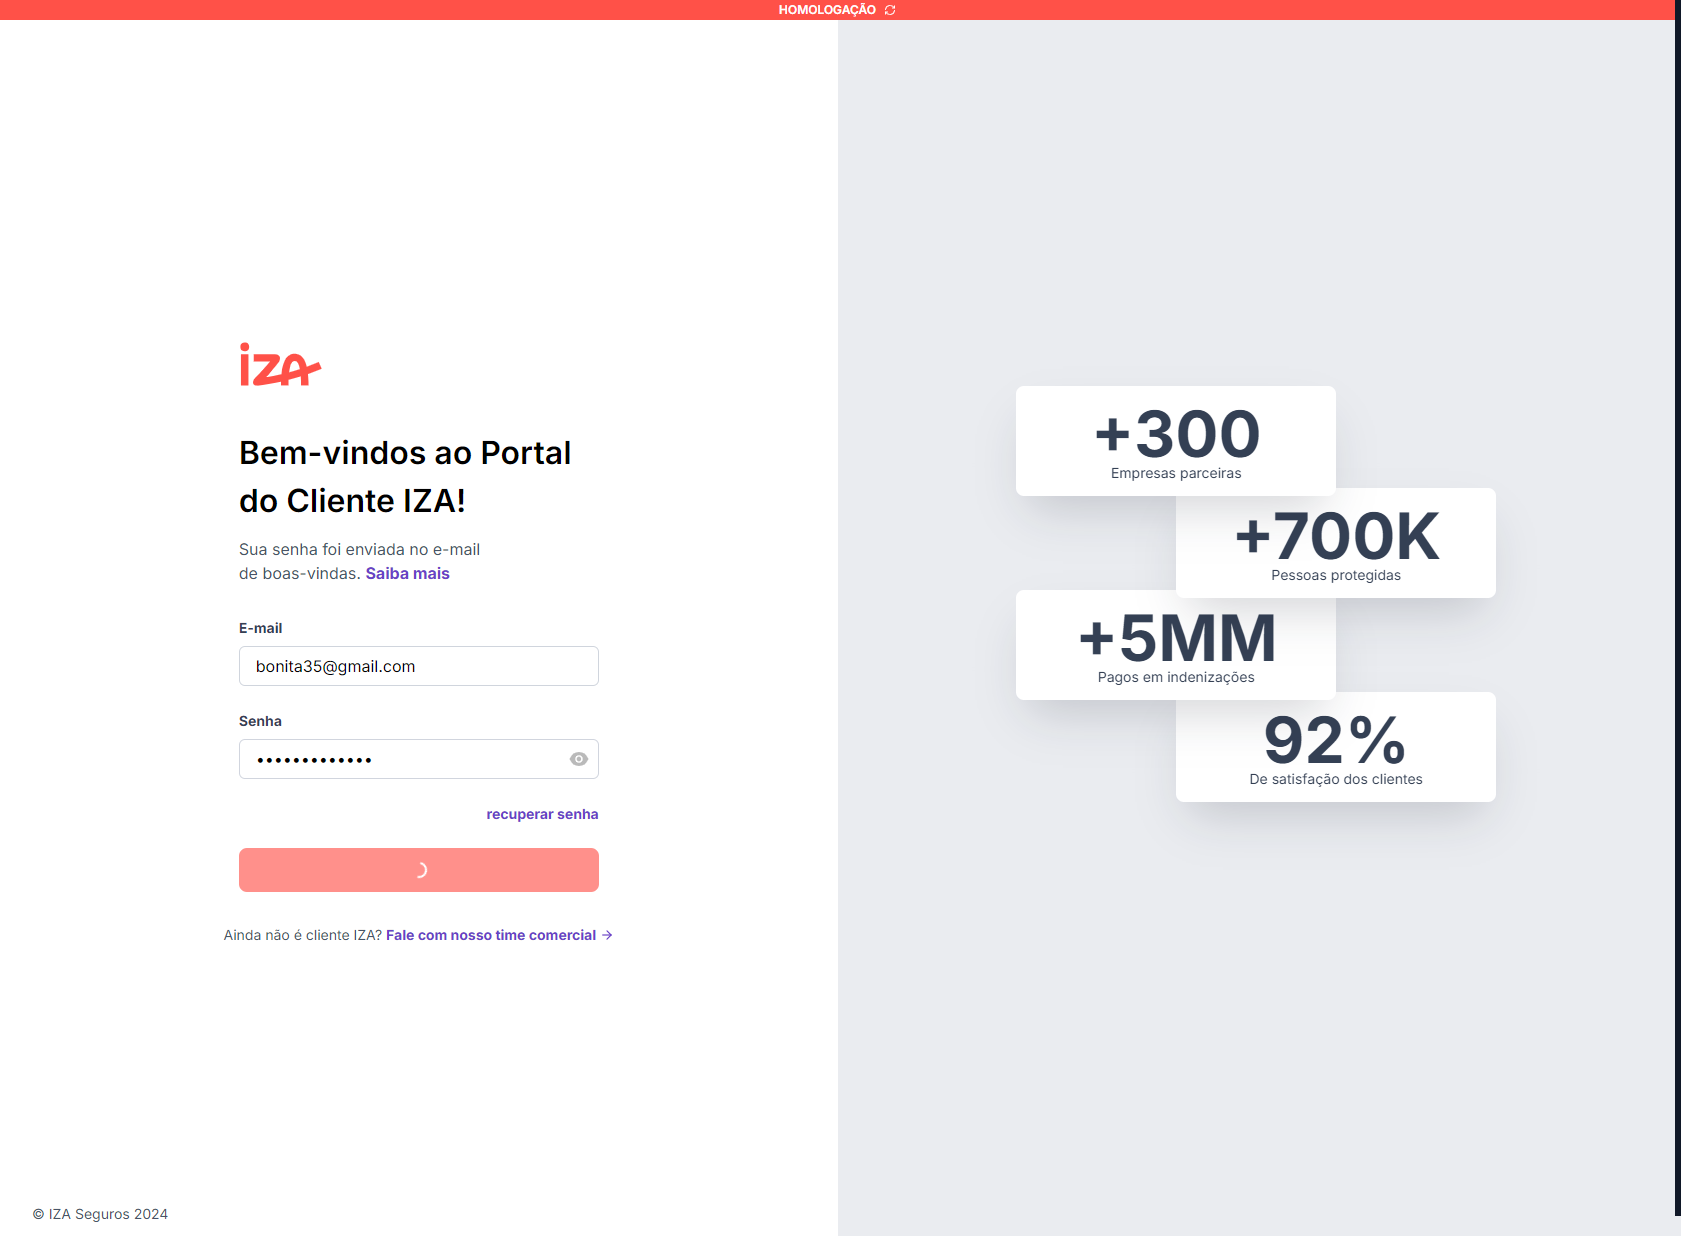 HOMOLOGAÇÃO
iza
Bem-vindos ao Portal
do Cliente IZA!
Sua senha foi enviada no e-mail
de boas-vindas. Saiba mais
E-mail
bonita35@gmail.com
Senha
•••••••••••••
recuperar senha
Ainda não é cliente IZA? Fale com nosso time comercial →
© IZA Seguros 2024
+300
Empresas parceiras
+700K
Pessoas protegidas
+5MM
Pagos em indenizações
92%
De satisfação dos clientes